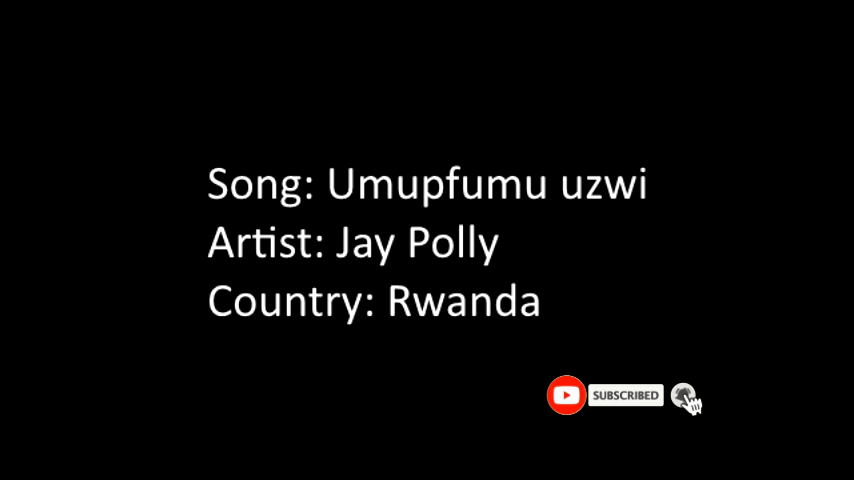 Song: Umupfumu uzwi
Artist: Jay Polly
Country: Rwanda
SUBSCRIBED